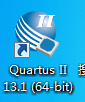 Quartus II
13.1 (64-bit)